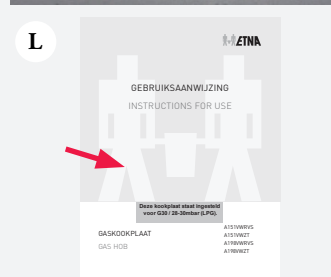 L
ETNA
GEBRUIKSAANWIJZING
INSTRUCTIONS FOR USE
Deze kookplaat staat ingesteld
voor G30 / 28-30mbar (LPG).
GASKOOKPLAAT
GAS HOB
A151VWRVS
A151VWZT
A198VWRVS
A198VWZT